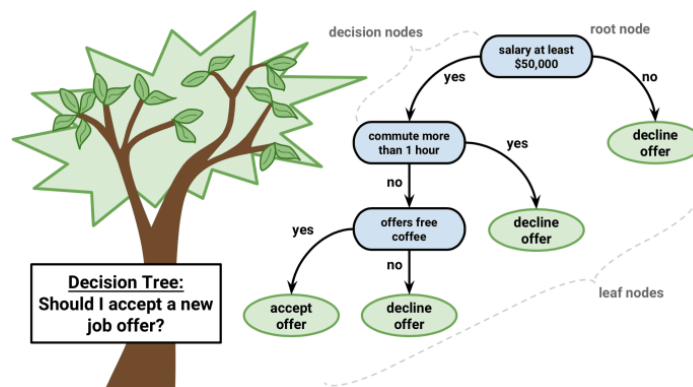 decision nodes
root node
salary at least
$50,000
yes
no
commute more
than 1 hour
decline
offer
yes
no
offers free
coffee
decline
offer
yes
no
Decision Tree:
Should I accept a new
job offer?
accept
offer
decline
offer
leaf nodes